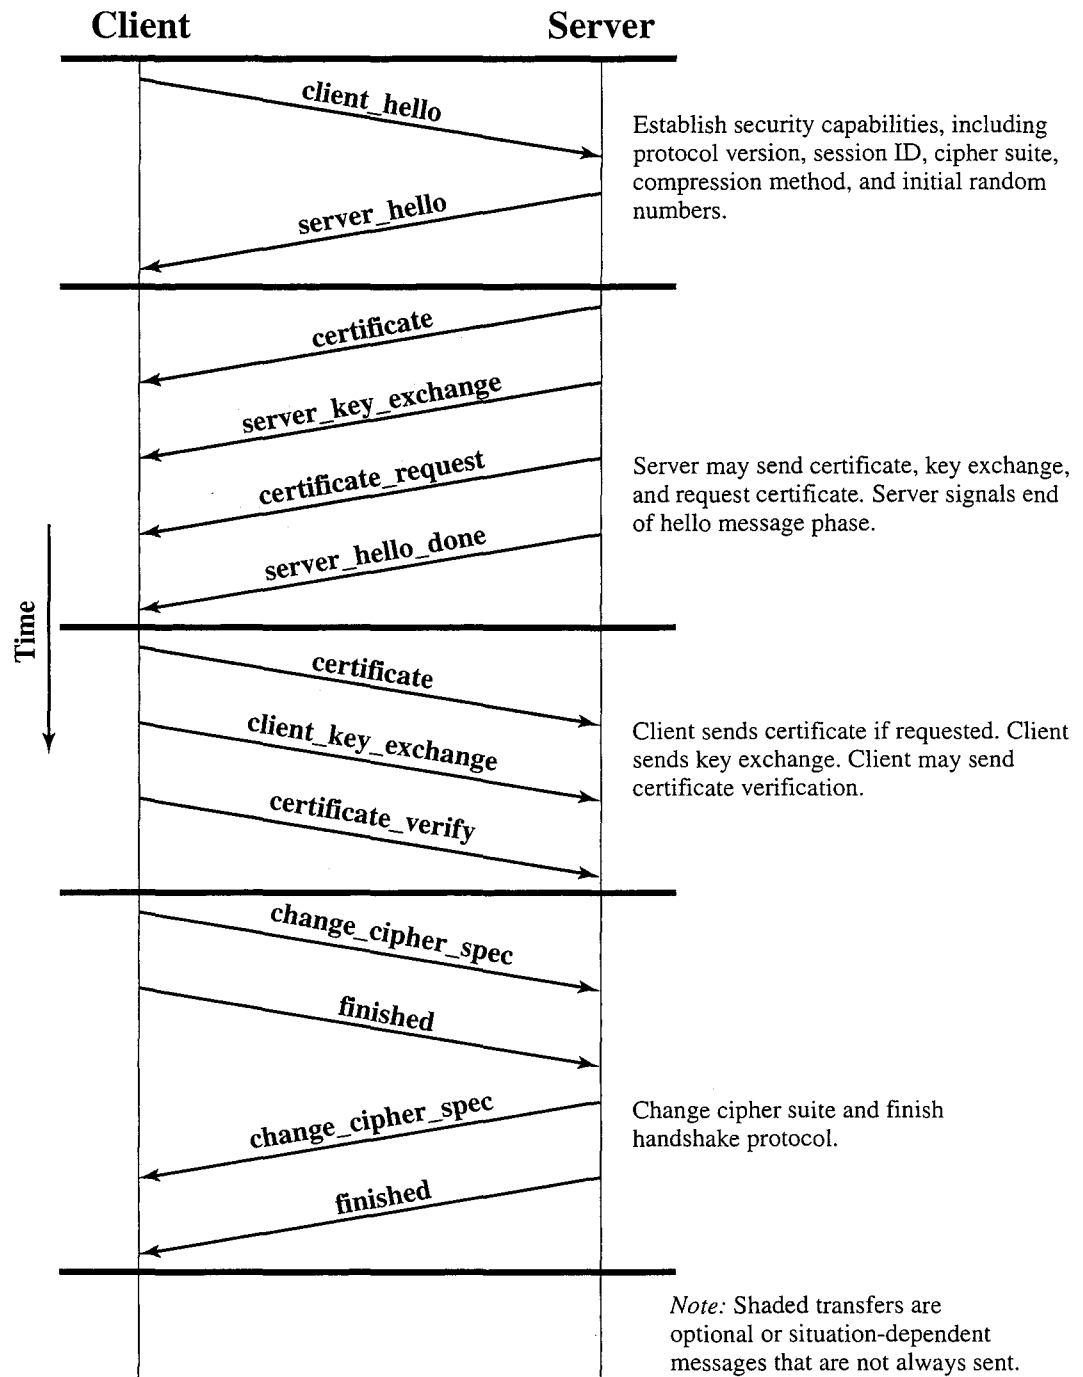 Client
Server
client_hello
Establish security capabilities, including
protocol version, session ID, cipher suite,
compression method, and initial random
numbers.
server_hello
certificate
server_key_exchange
certificate_request
Server may send certificate, key exchange,
and request certificate. Server signals end
of hello message phase.
server_hello_done
Time
certificate
client_key_exchange
Client sends certificate if requested. Client
sends key exchange. Client may send
certificate verification.
certificate_verify
change_cipher_spec
finished
change_cipher_spec
Change cipher suite and finish
handshake protocol.
finished
Note: Shaded transfers are
optional or situation-dependent
messages that are not always sent.